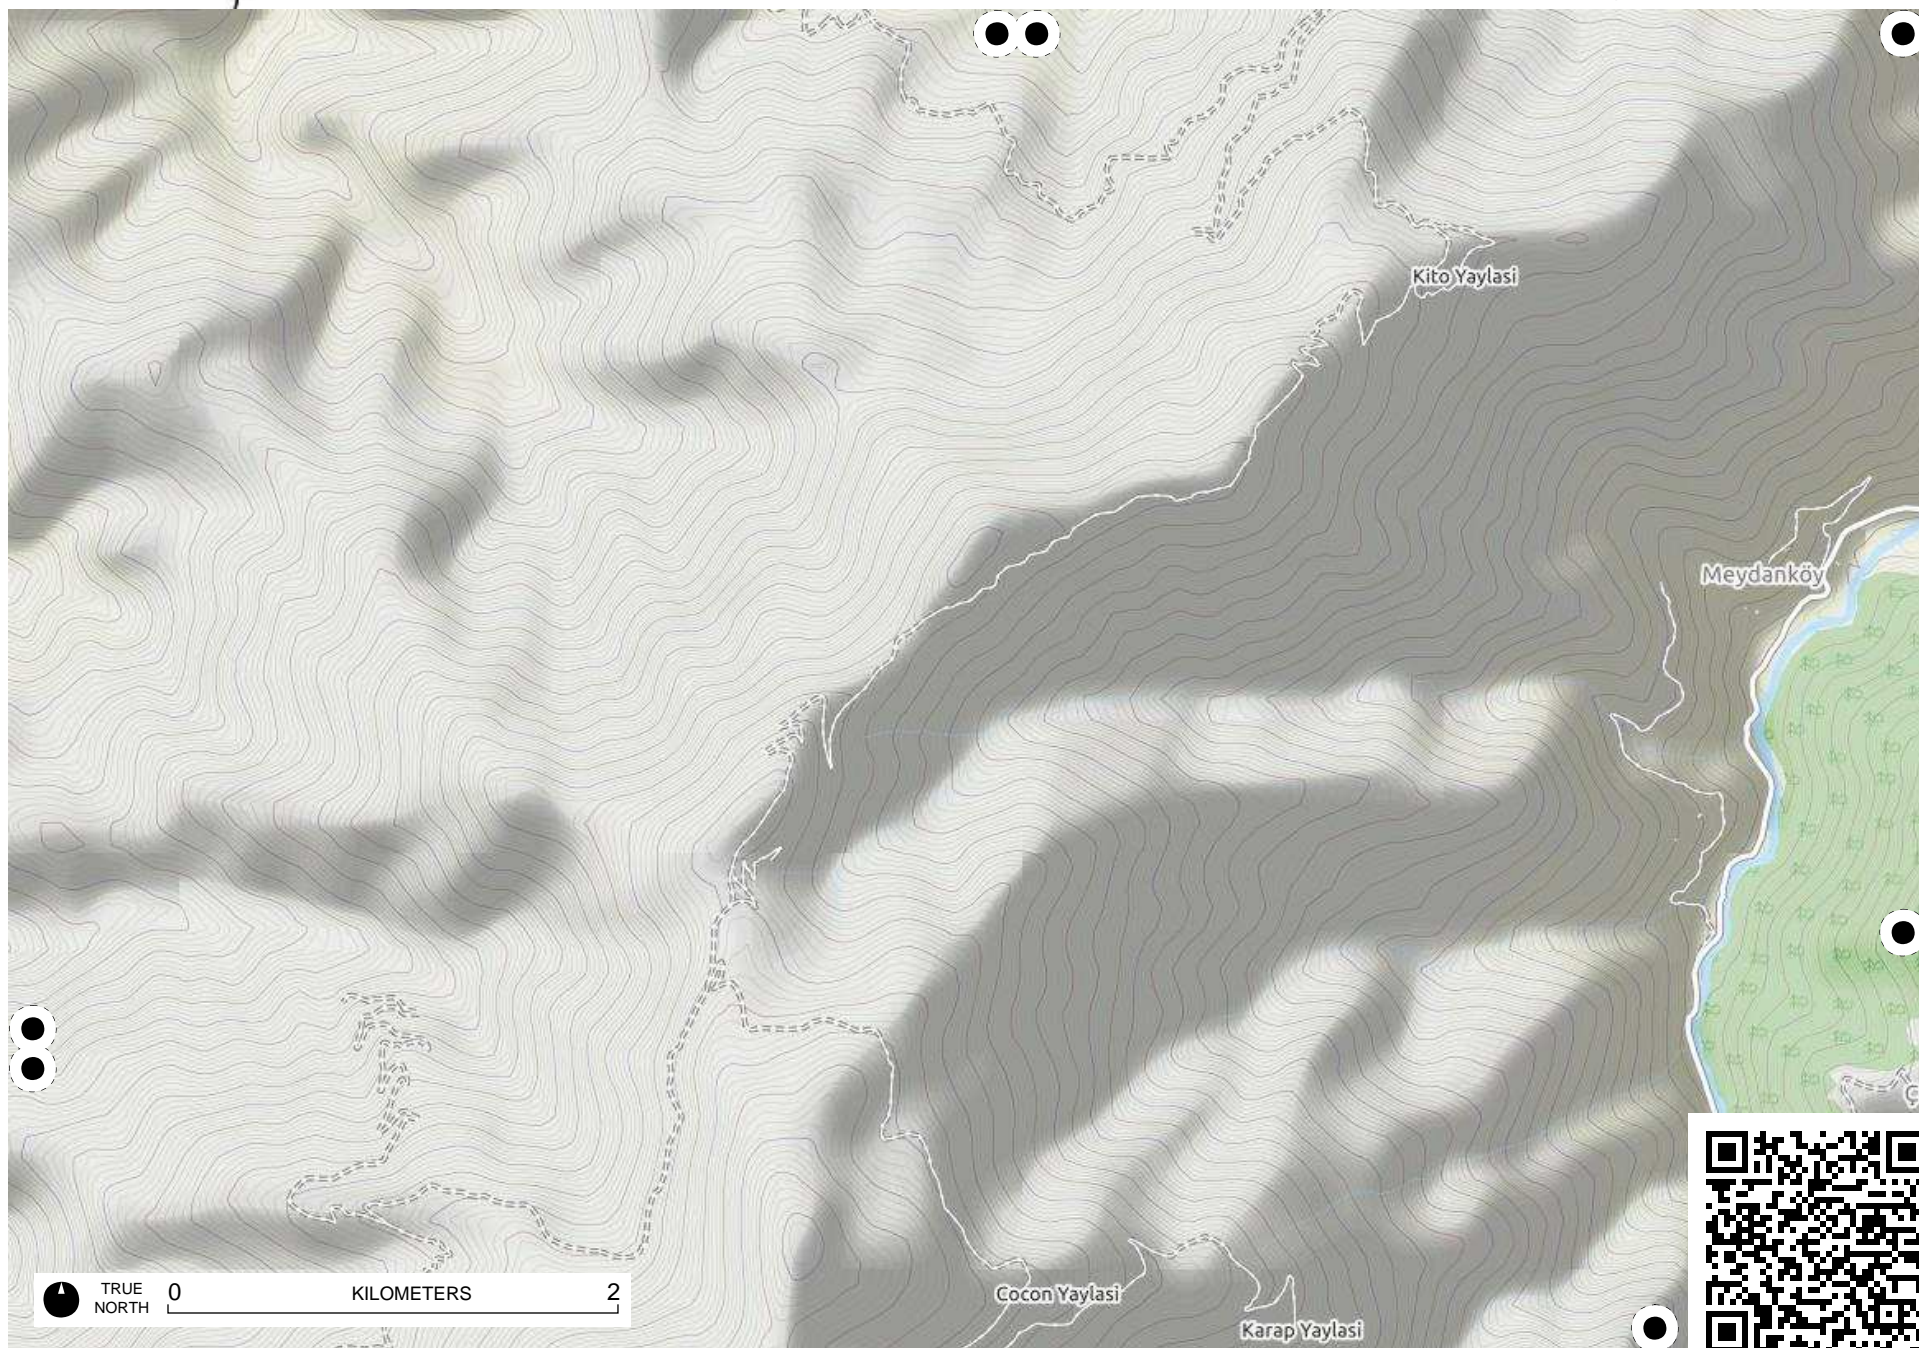 Kito Yaylasi
Meydanköy
TRUE
NORTH
0
KILOMETERS
2
Cocon Yaylasi
Karap Yaylasi